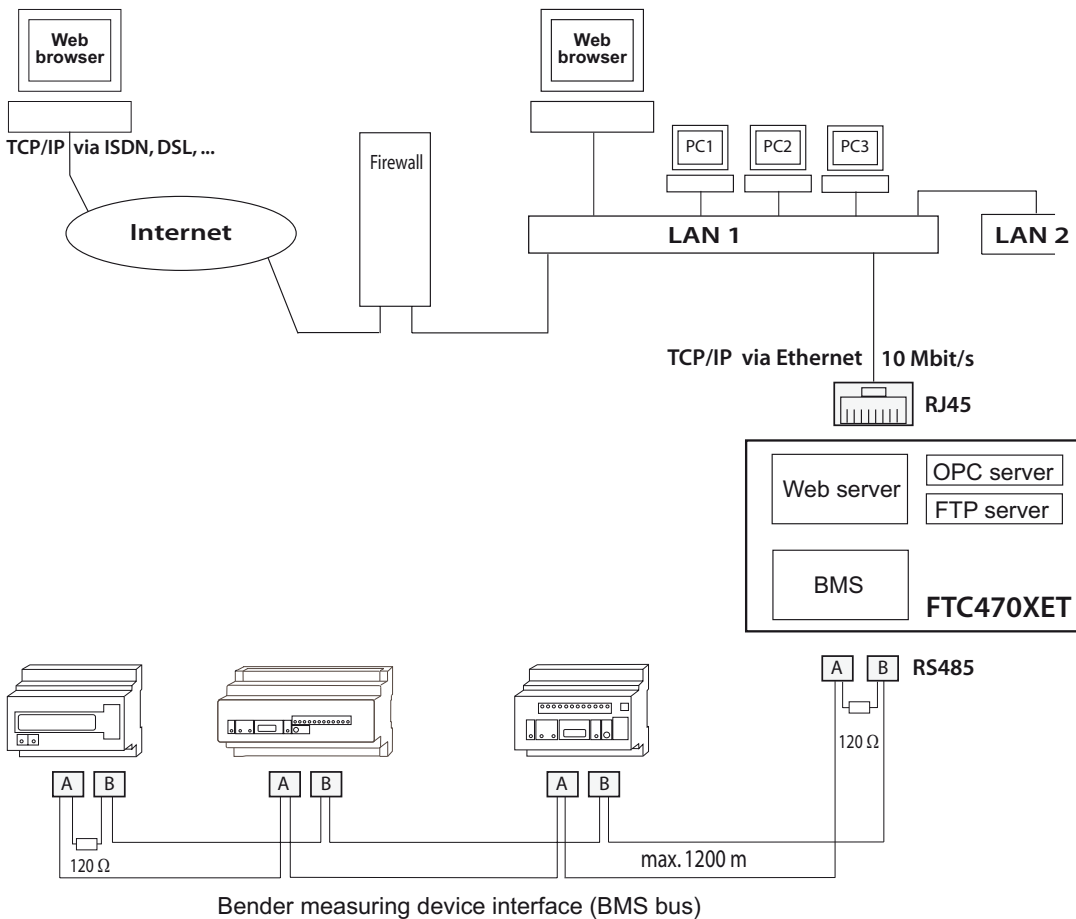 Web
browser
Web
browser
TCP/IP via ISDN, DSL, ...
Firewall
PC1
PC2
PC3
Internet
LAN 1
LAN 2
TCP/IP via Ethernet 10 Mbit/s
RJ45
Web server
OPC server
FTP server
BMS
FTC470XET
A
B
RS485
120 Ω
A
B
A
B
A
B
120 Ω
max. 1200 m
Bender measuring device interface (BMS bus)